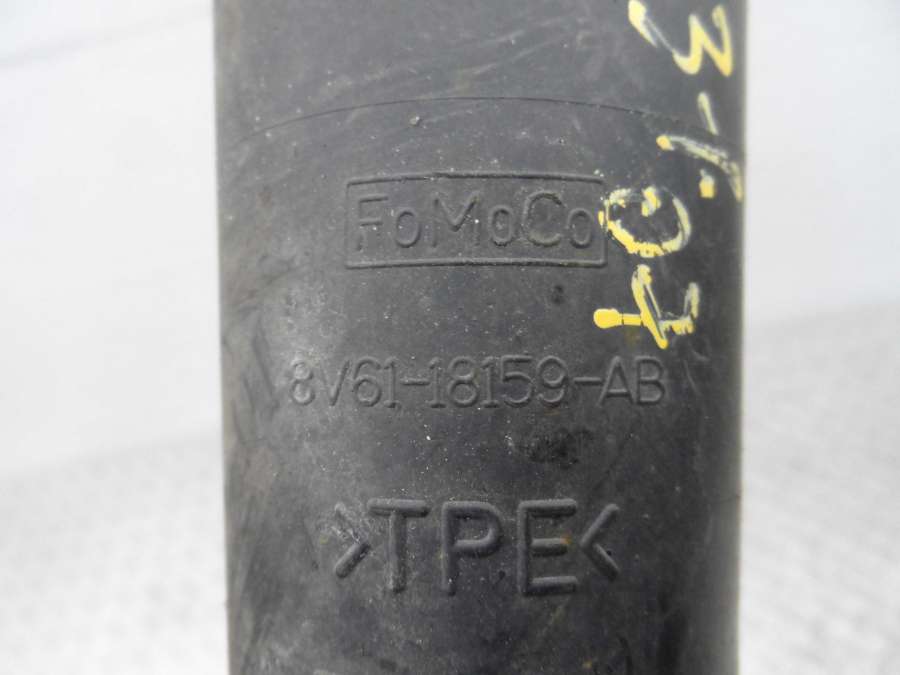 FoMoCo
8V61-18159-AB
>TPE<